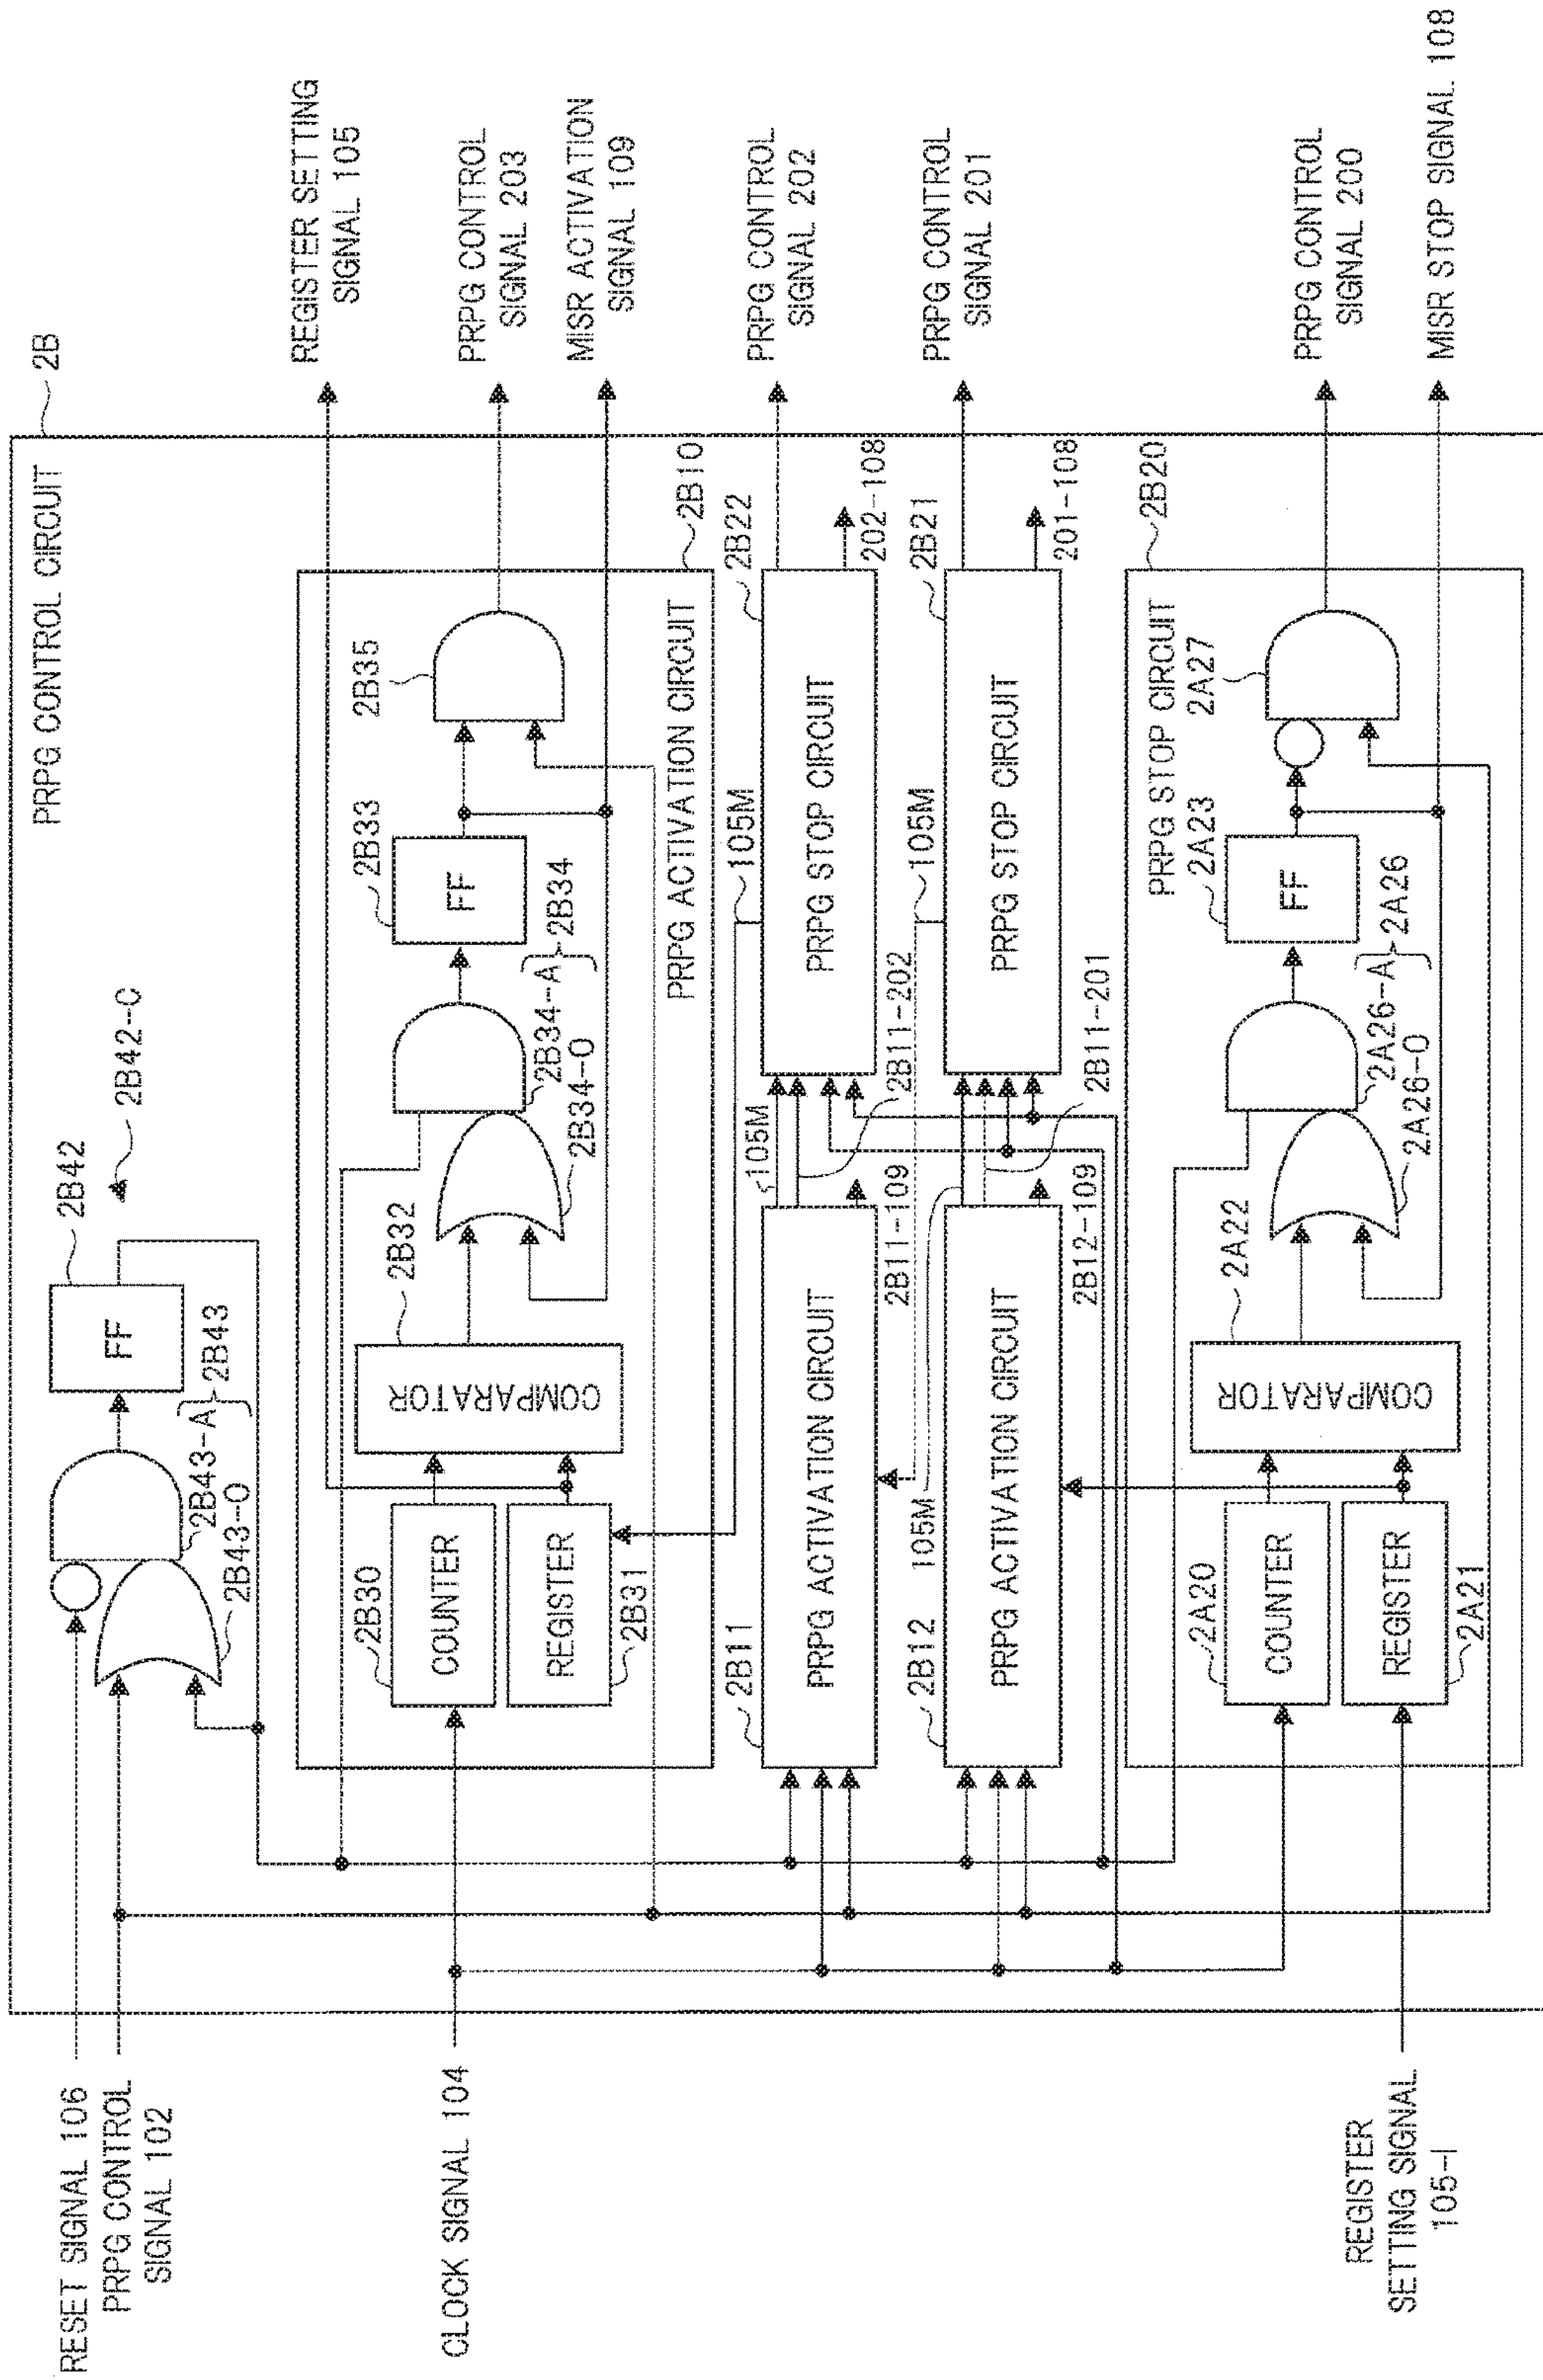 RESET SIGNAL 106
PRPG CONTROL
SIGNAL 102
CLOCK SIGNAL 104
REGISTER
SETTING SIGNAL
105-I
PRPG CONTROL CIRCUIT
2B
2B43-A
2B43-O
2B43
FF
2B42
2B42-C
2B30
COUNTER
REGISTER
2B31
COMPARATOR
2B32
2B34-A
2B34-O
2B34
FF
2B33
2B35
PRPG ACTIVATION CIRCUIT
2B10
2B11
PRPG ACTIVATION CIRCUIT
2B11-109
105M
2B11-202
105M
PRPG STOP CIRCUIT
2B22
202-108
2B12
PRPG ACTIVATION CIRCUIT
105M
2B12-109
2B11-201
105M
PRPG STOP CIRCUIT
2B21
201-108
2A20
COUNTER
REGISTER
2A21
COMPARATOR
2A22
2A26-A
2A26-O
2A26
FF
2A23
PRPG STOP CIRCUIT
2A27
2B20
REGISTER SETTING
SIGNAL 105
PRPG CONTROL
SIGNAL 203
MISR ACTIVATION
SIGNAL 109
PRPG CONTROL
SIGNAL 202
PRPG CONTROL
SIGNAL 201
PRPG CONTROL
SIGNAL 200
MISR STOP SIGNAL 108